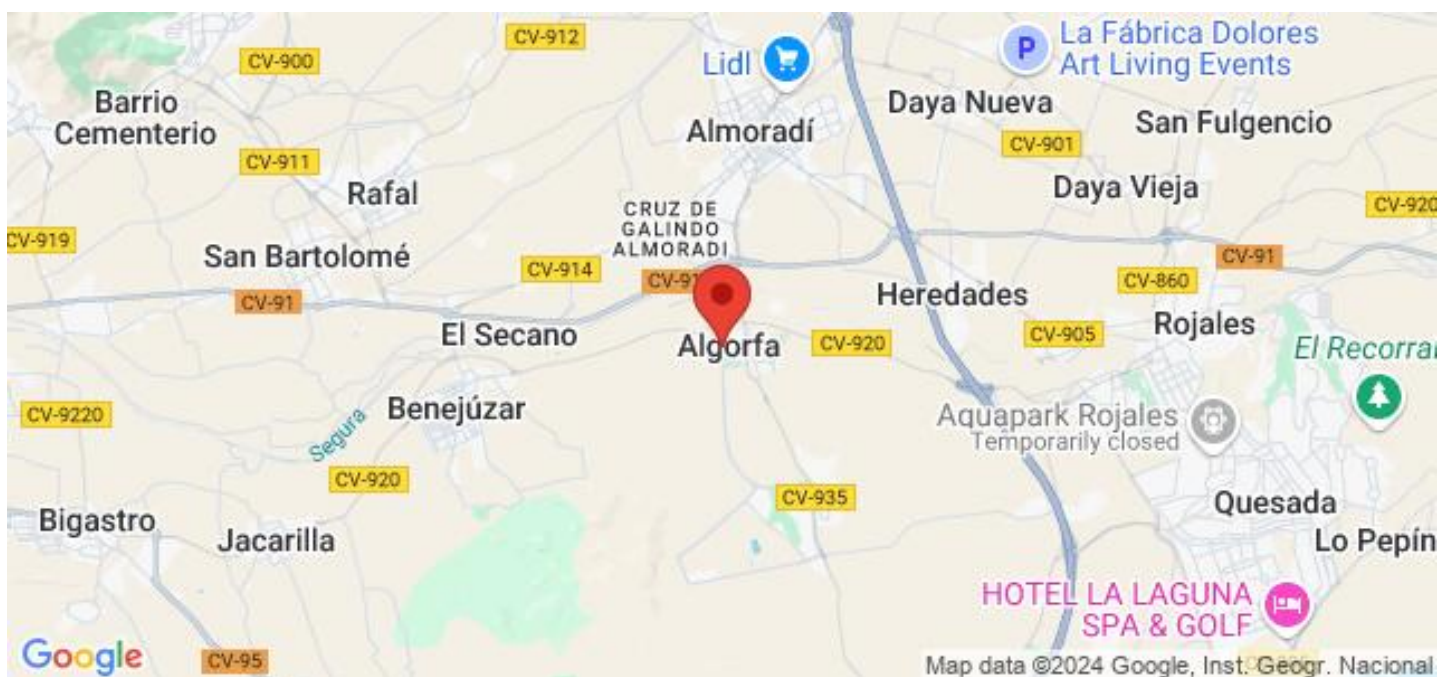 CV-912
CV-900
Lidl
La Fábrica Dolores
Art Living Events
Barrio
Cementerio
Daya Nueva
San Fulgencio
Almoradí
CV-901
CV-911
Rafal
Daya Vieja
CV-920
CRUZ DE
GALINDO
ALMORADI
CV-919
San Bartolomé
CV-914
CV-91
CV-860
CV-91
Heredades
El Secano
Algorfa
CV-920
CV-905
Rojales
El Recorral
CV-9220
Benejúzar
Segura
Aquapark Rojales
Temporarily closed
CV-920
CV-935
Quesada
Bigastro
Jacarilla
Lo Pepín
HOTEL LA LAGUNA
SPA & GOLF
Google
CV-95
Map data ©2024 Google, Inst. Geogr. Nacional